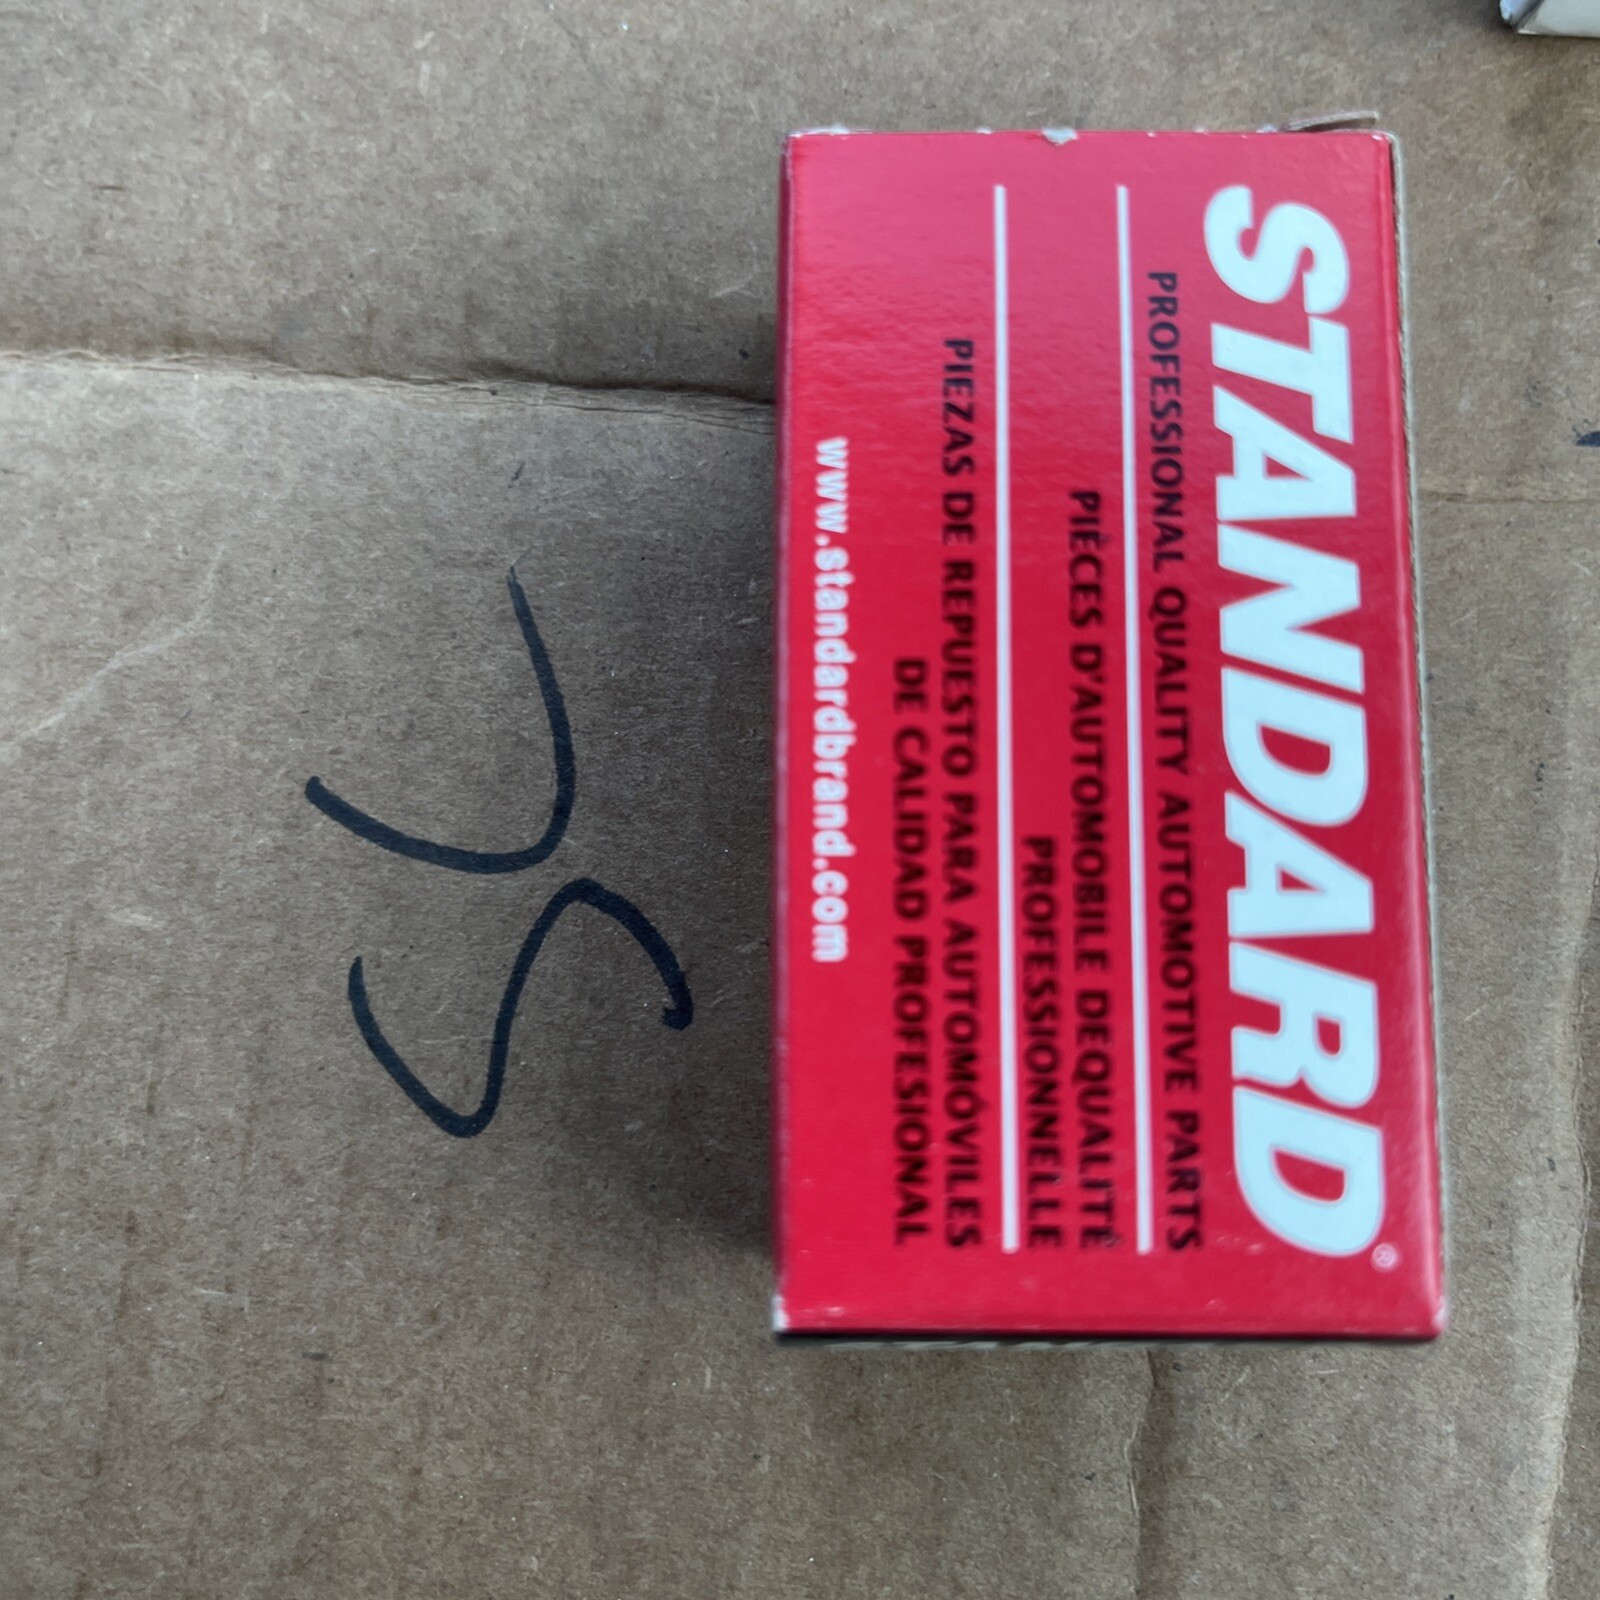 STANDARD®
PROFESSIONAL QUALITY AUTOMOTIVE PARTS
PIÈCES D'AUTOMOBILE DEQUALITÈ
PROFESSIONNELLE
PIEZAS DE REPUESTO PARA AUTOMÓVILES
DE CALIDAD PROFESIONAL
www.standardbrand.com